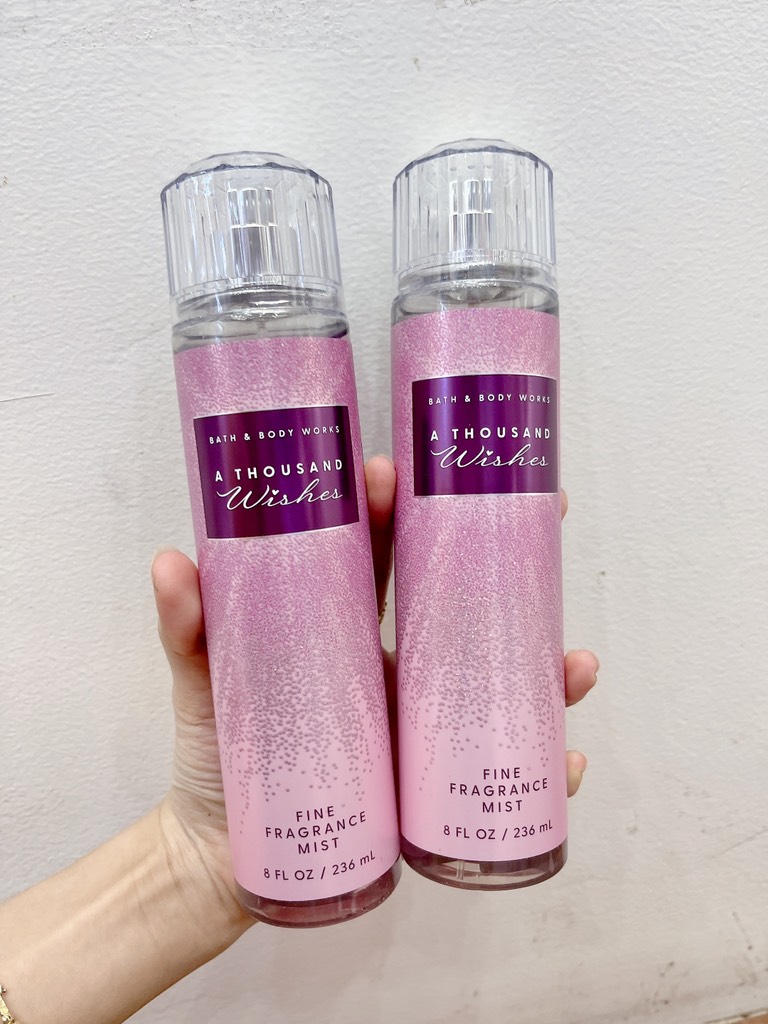 BATH & BODY WORKS
A THOUSAND
Wishes
FINE
FRAGRANCE
MIST
8 FL OZ / 236 mL
BATH & BODY WORKS
A THOUSAND
Wishes
FINE
FRAGRANCE
MIST
8 FL OZ / 236 mL